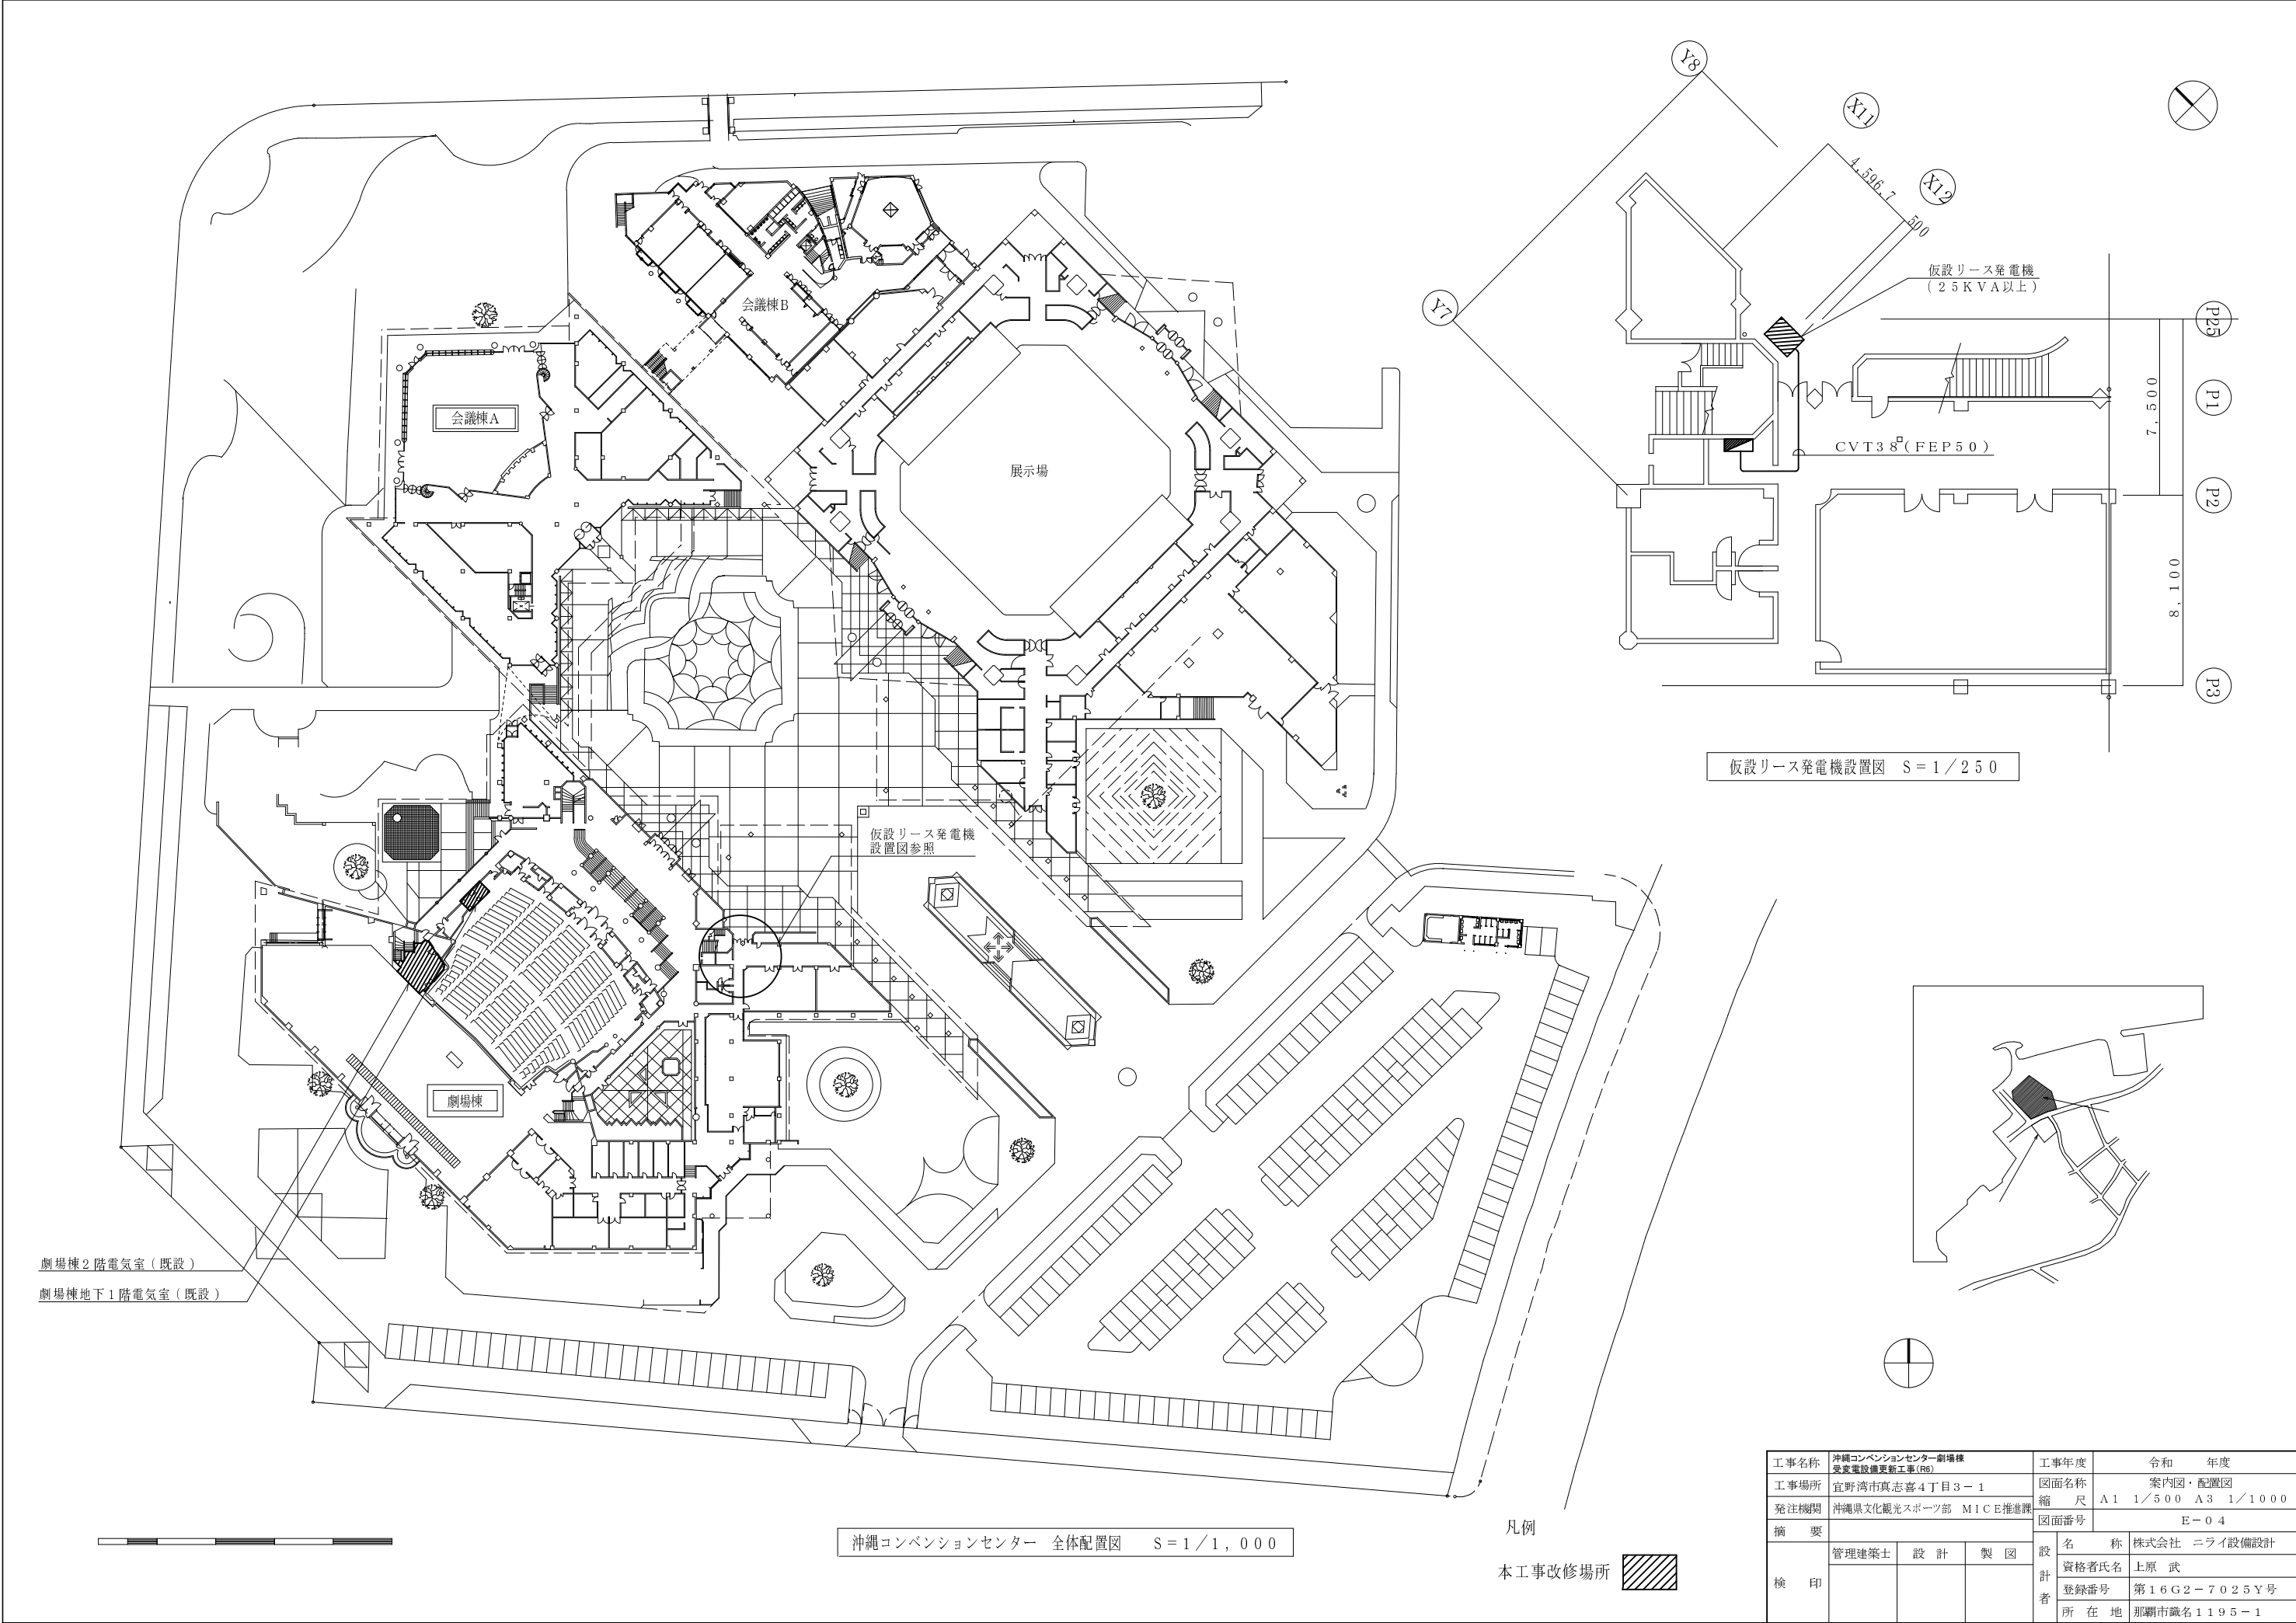 Y8
X11
4,596.7
X12
500
仮設リース発電機
(25KVA以上)
Y7
P25
会議棟B
7,500
P1
会議棟A
CVT38□(FEP50)
展示場
P2
8,100
P3
仮設リース発電機設置図 S=1/250
仮設リース発電機
設置図参照
劇場棟
劇場棟2階電気室(既設)
劇場棟地下1階電気室(既設)
沖縄コンベンションセンター 全体配置図 S=1/1,000
凡例
本工事改修場所
工事名称 沖縄コンベンションセンター劇場棟
受変電設備更新工事(R6)
工事年度 令和 年度
工事場所 宜野湾市真志喜4丁目3-1
図面名称 案内図・配置図
縮尺 A1 1/500 A3 1/1000
発注機関 沖縄県文化観光スポーツ部 MICE推進課
図面番号 E-04
摘要
管理建築士 設計 製図
検印
設計者
名称 株式会社 ニライ設備設計
資格者氏名 上原 武
登録番号 第16G2-7025Y号
所在地 那覇市識名1195-1